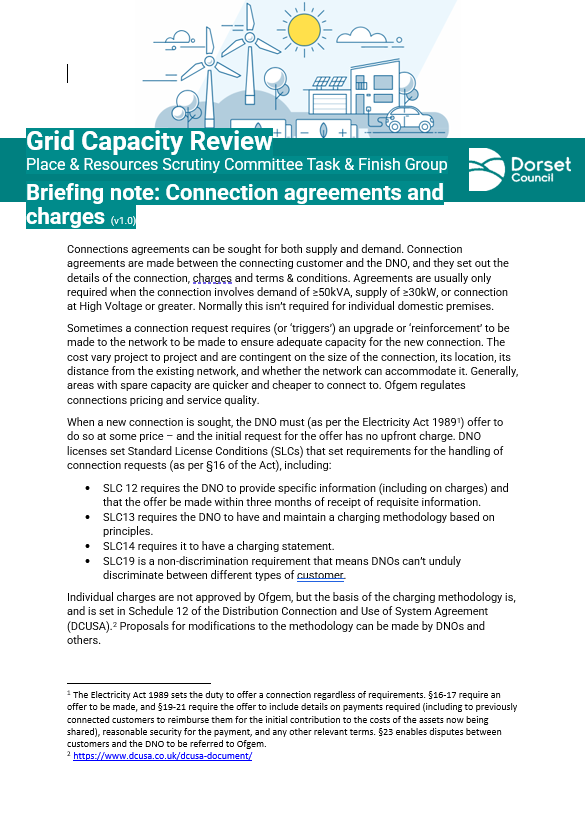 Grid Capacity Review
Place & Resources Scrutiny Committee Task & Finish Group
Briefing note: Connection agreements and
charges (v1.0)
Dorset
Council
Connections agreements can be sought for both supply and demand. Connection
agreements are made between the connecting customer and the DNO, and they set out the
details of the connection, charges and terms & conditions. Agreements are usually only
required when the connection involves demand of ≥50kVA, supply of ≥30kW, or connection
at High Voltage or greater. Normally this isn't required for individual domestic premises.
Sometimes a connection request requires (or 'triggers') an upgrade or 'reinforcement' to be
made to the network to be made to ensure adequate capacity for the new connection. The
cost vary project to project and are contingent on the size of the connection, its location, its
distance from the existing network, and whether the network can accommodate it. Generally,
areas with spare capacity are quicker and cheaper to connect to. Ofgem regulates
connections pricing and service quality.
When a new connection is sought, the DNO must (as per the Electricity Act 1989¹) offer to
do so at some price – and the initial request for the offer has no upfront charge. DNO
licenses set Standard License Conditions (SLCs) that set requirements for the handling of
connection requests (as per §16 of the Act), including:
• SLC 12 requires the DNO to provide specific information (including on charges) and
that the offer be made within three months of receipt of requisite information.
• SLC13 requires the DNO to have and maintain a charging methodology based on
principles.
• SLC14 requires it to have a charging statement.
• SLC19 is a non-discrimination requirement that means DNOs can't unduly
discriminate between different types of customer.
Individual charges are not approved by Ofgem, but the basis of the charging methodology is,
and is set in Schedule 12 of the Distribution Connection and Use of System Agreement
(DCUSA).² Proposals for modifications to the methodology can be made by DNOs and
others.
¹ The Electricity Act 1989 sets the duty to offer a connection regardless of requirements. §16-17 require an
offer to be made, and §19-21 require the offer to include details on payments required (including to previously
connected customers to reimburse them for the initial contribution to the costs of the assets now being
shared), reasonable security for the payment, and any other relevant terms. §23 enables disputes between
customers and the DNO to be referred to Ofgem.
² https://www.dcusa.co.uk/dcusa-document/